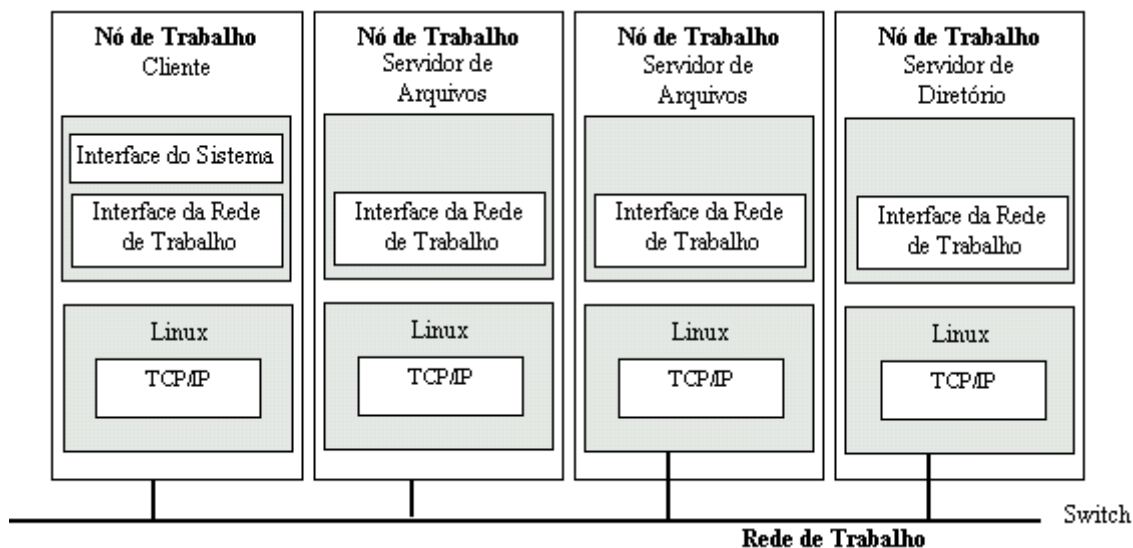 Nó de Trabalho
Cliente
Interface do Sistema
Interface da Rede
de Trabalho
Linux
TCP/IP
Nó de Trabalho
Servidor de
Arquivos
Interface da Rede
de Trabalho
Linux
TCP/IP
Nó de Trabalho
Servidor de
Arquivos
Interface da Rede
de Trabalho
Linux
TCP/IP
Nó de Trabalho
Servidor de
Diretório
Interface da Rede
de Trabalho
Linux
TCP/IP
Switch
Rede de Trabalho